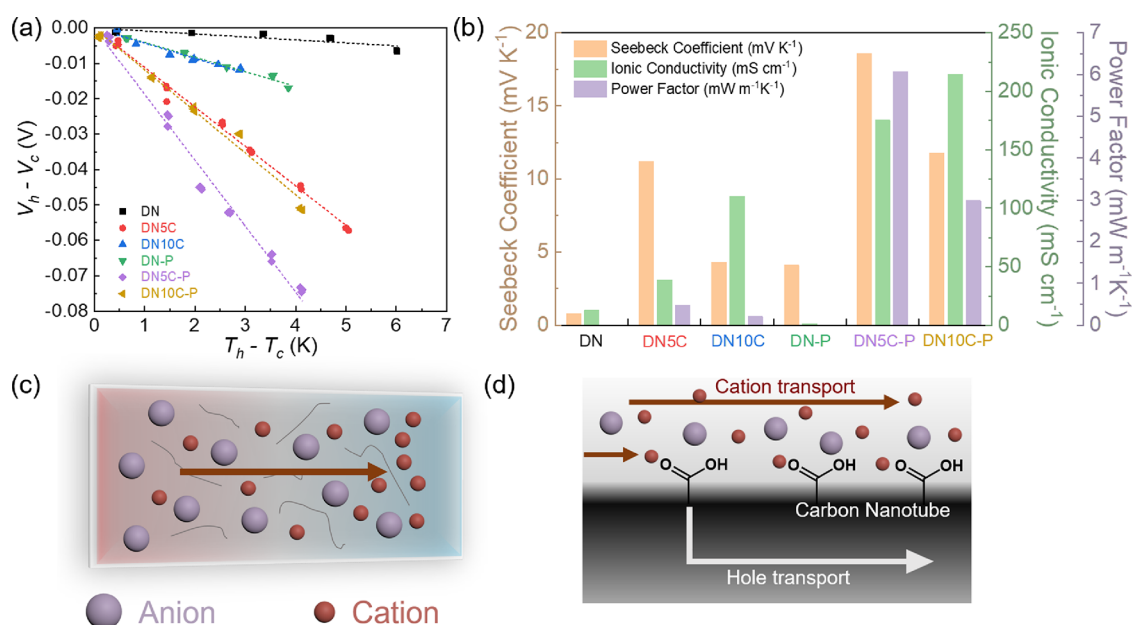 (a)
0.00
-0.01
-0.02
-0.03
-0.04
-0.05
-0.06
-0.07
-0.08
V_h - V_c (V)
DN
DN5C
DN10C
DN-P
DN5C-P
DN10C-P
0 1 2 3 4 5 6 7
T_h - T_c (K)
(b)
Seebeck Coefficient (mV K⁻¹)
20
15
10
5
0
Seebeck Coefficient (mV K⁻¹)
Ionic Conductivity (mS cm⁻¹)
Power Factor (mW m⁻¹K⁻¹)
DN DN5C DN10C DN-P DN5C-P DN10C-P
250
200
150
100
50
0
Ionic Conductivity (mS cm⁻¹)
7
6
5
4
3
2
1
0
Power Factor (mW m⁻¹K⁻¹)
(c)
Anion Cation
(d)
Cation transport
O OH O OH O OH
Carbon Nanotube
Hole transport